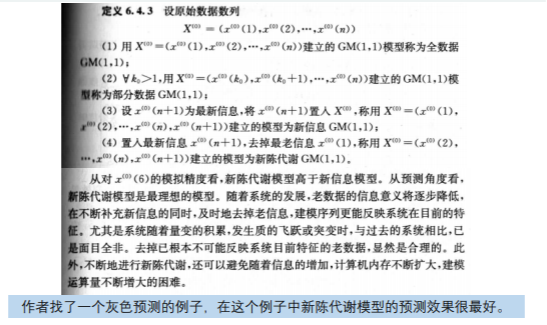 定义 6.4.3 设原始数据数列
X⁽⁰⁾ = (x⁽⁰⁾(1),x⁽⁰⁾(2),…,x⁽⁰⁾(n))
(1) 用 X⁽⁰⁾=(x⁽⁰⁾(1),x⁽⁰⁾(2),…,x⁽⁰⁾(n))建立的 GM(1,1)模型称为全数据
GM(1,1);
(2) ∀k₀>1,用 X⁽⁰⁾=(x⁽⁰⁾(k₀),x⁽⁰⁾(k₀+1),…,x⁽⁰⁾(n))建立的 GM(1,1)模
型称为部分数据 GM(1,1);
(3) 设 x⁽⁰⁾(n+1)为最新信息,将 x⁽⁰⁾(n+1)置入 X⁽⁰⁾,称用 X⁽⁰⁾=(x⁽⁰⁾(1),
x⁽⁰⁾(2),…,x⁽⁰⁾(n),x⁽⁰⁾(n+1))建立的模型为新信息 GM(1,1);
(4) 置入最新信息 x⁽⁰⁾(n+1),去掉最老信息 x⁽⁰⁾(1),称用 X⁽⁰⁾=(x⁽⁰⁾(2),
…,x⁽⁰⁾(n),x⁽⁰⁾(n+1))建立的模型为新陈代谢 GM(1,1)。
从对 x⁽⁰⁾(6)的模拟精度看,新陈代谢模型高于新信息模型。从预测角度看,
新陈代谢模型是最理想的模型。随着系统的发展,老数据的信息意义将逐步降低,
在不断补充新信息的同时,及时地去掉老信息,建模序列更能反映系统在目前的特
征。尤其是系统随着量变的积累,发生质的飞跃或突变时,与过去的系统相比,已
是面目全非。去掉已根本不可能反映系统目前特征的老数据,显然是合理的。此
外,不断地进行新陈代谢,还可以避免随着信息的增加,计算机内存不断扩大,建模
运算量不断增大的困难。
作者找了一个灰色预测的例子，在这个例子中新陈代谢模型的预测效果很最好。